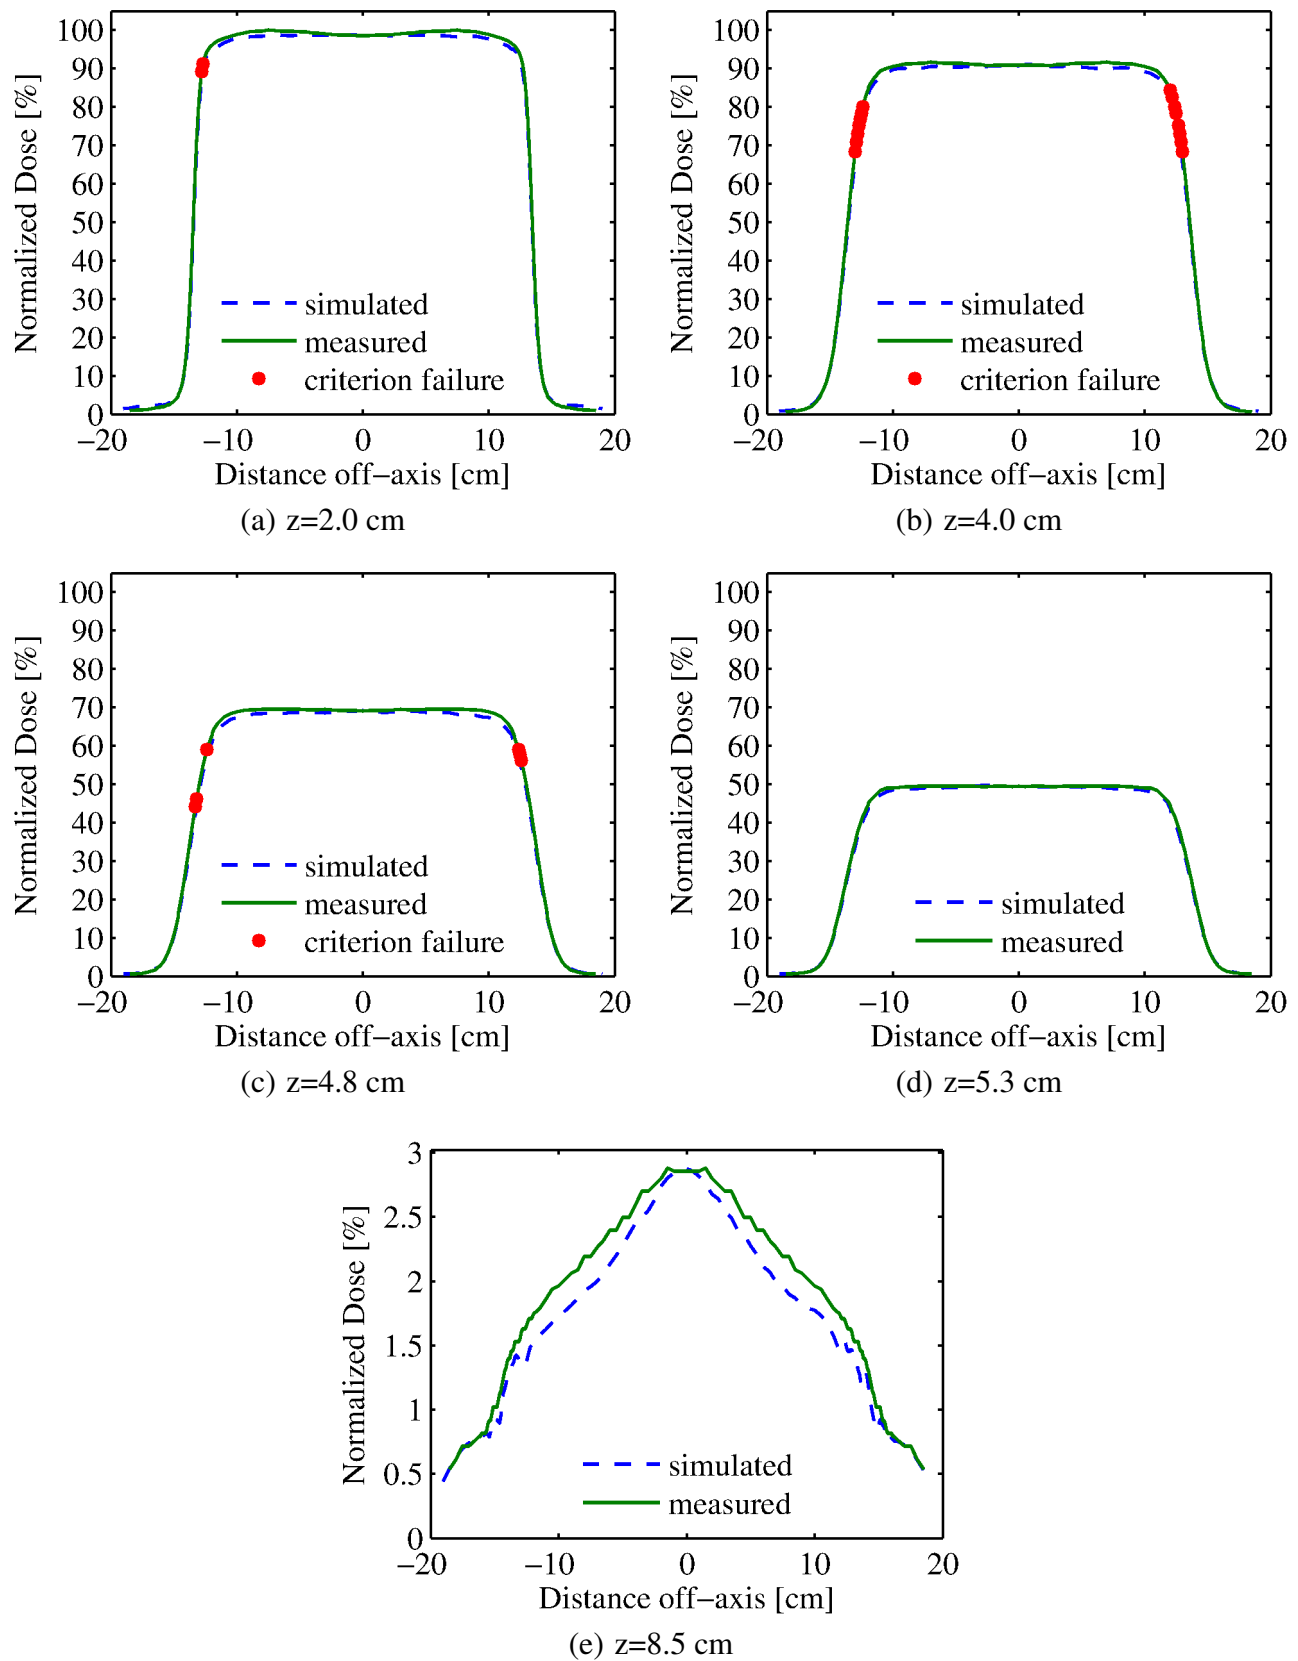 100
90
80
70
60
50
40
30
20
10
0
Normalized Dose [%]
simulated
measured
criterion failure
−20 −10 0 10 20
Distance off−axis [cm]
(a) z=2.0 cm
100
90
80
70
60
50
40
30
20
10
0
Normalized Dose [%]
simulated
measured
criterion failure
−20 −10 0 10 20
Distance off−axis [cm]
(b) z=4.0 cm
100
90
80
70
60
50
40
30
20
10
0
Normalized Dose [%]
simulated
measured
criterion failure
−20 −10 0 10 20
Distance off−axis [cm]
(c) z=4.8 cm
100
90
80
70
60
50
40
30
20
10
0
Normalized Dose [%]
simulated
measured
−20 −10 0 10 20
Distance off−axis [cm]
(d) z=5.3 cm
3
2.5
2
1.5
1
0.5
0
Normalized Dose [%]
simulated
measured
−20 −10 0 10 20
Distance off−axis [cm]
(e) z=8.5 cm